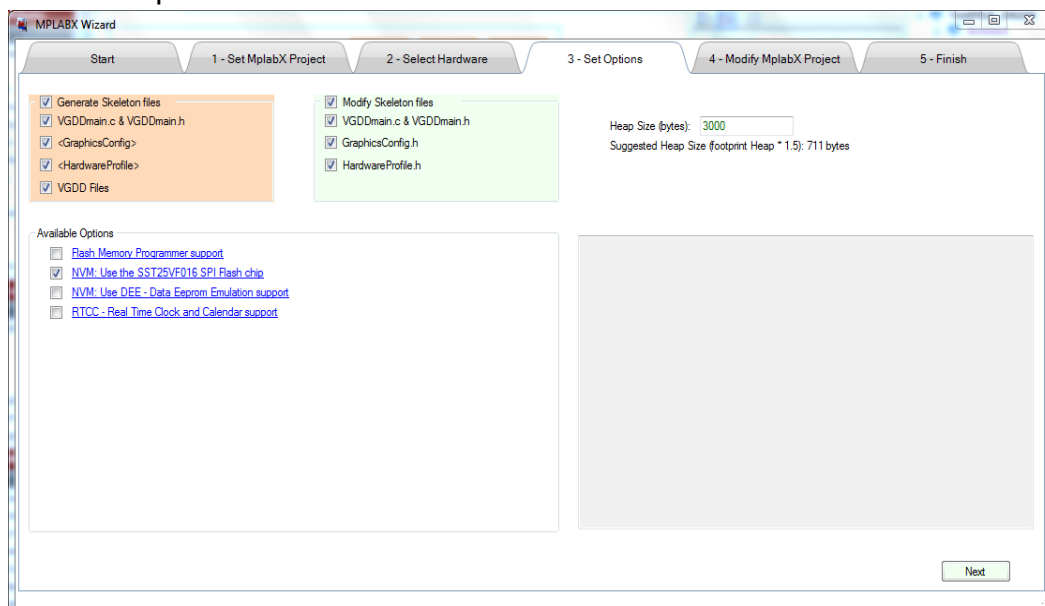 MPLABX Wizard
Start
1 - Set MplabX Project
2 - Select Hardware
3 - Set Options
4 - Modify MplabX Project
5 - Finish
Generate Skeleton files
VGDDmain.c & VGDDmain.h
<GraphicsConfig>
<HardwareProfile>
VGDD Files
Modify Skeleton files
VGDDmain.c & VGDDmain.h
GraphicsConfig.h
HardwareProfile.h
Heap Size (bytes): 3000
Suggested Heap Size (footprint Heap * 1.5): 711 bytes
Available Options
Flash Memory Programmer support
NVM: Use the SST25VF016 SPI Flash chip
NVM: Use DEE - Data Eeprom Emulation support
RTCC - Real Time Clock and Calendar support
Next